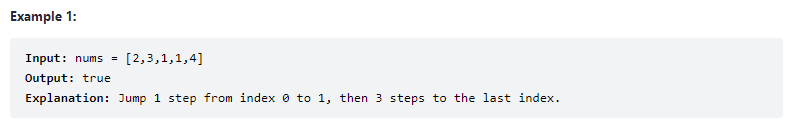 Example 1:
Input: nums = [2,3,1,1,4]
Output: true
Explanation: Jump 1 step from index 0 to 1, then 3 steps to the last index.